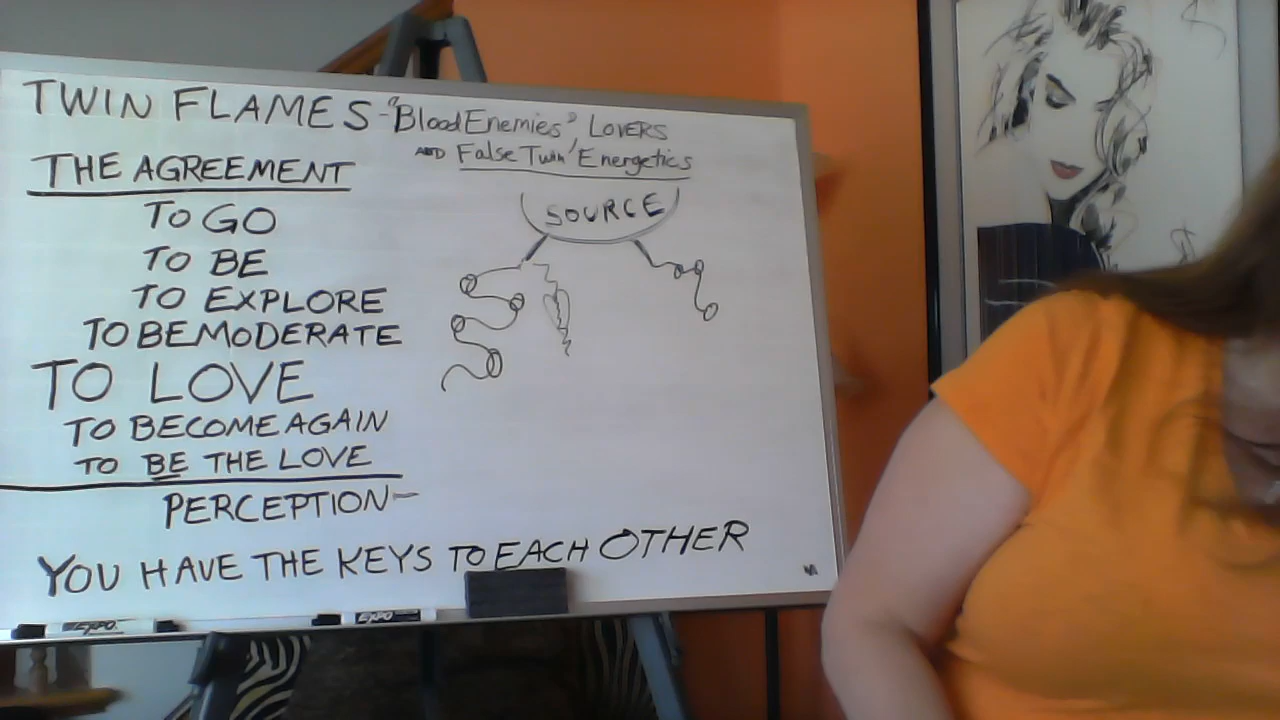 TWIN FLAMES - "Blood Enemies", LOVERS
AND False Twin' Energetics
THE AGREEMENT
TO GO
TO BE
TO EXPLORE
TO BE MODERATE
TO LOVE
TO BECOME AGAIN
TO BE THE LOVE
PERCEPTION-
YOU HAVE THE KEYS TO EACH OTHER
SOURCE
EXPO
EXPO